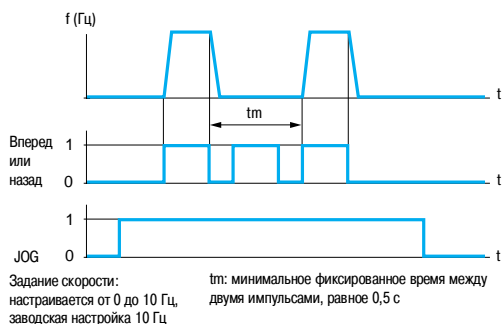 f (Гц)
t
tm
Вперед
или
назад
1
0
t
1
JOG
0
t
Задание скорости:
настраивается от 0 до 10 Гц,
заводская настройка 10 Гц
tm: минимальное фиксированное время между
двумя импульсами, равное 0,5 с